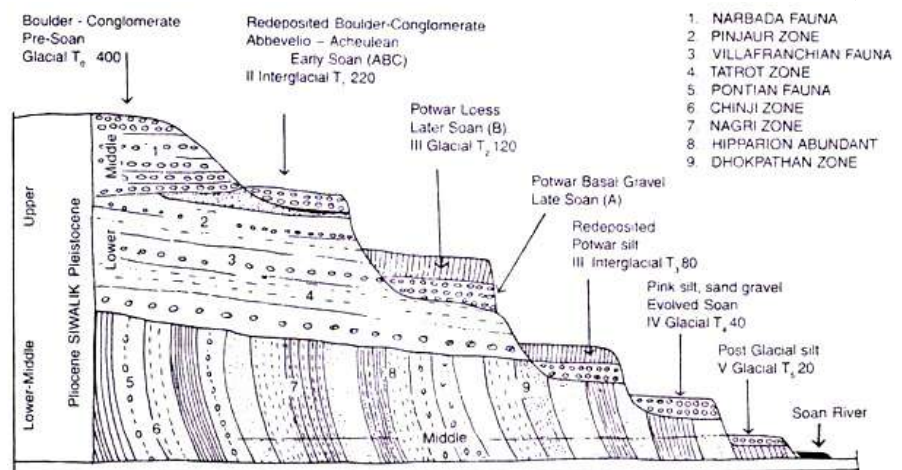 Boulder - Conglomerate
Pre-Soan
Glacial T₀ 400
Redeposited Boulder-Conglomerate
Abbevelio - Acheulean
Early Soan (ABC)
II Interglacial T, 220
Potwar Loess
Later Soan (B)
III Glacial T₂ 120
Potwar Basal Gravel
Late Soan (A)
Redeposited
Potwar silt
III Interglacial T₃ 80
Pink silt, sand gravel
Evolved Soan
IV Glacial T₄ 40
Post Glacial silt
V Glacial T₅ 20
Soan River
1. NARBADA FAUNA
2 PINJAUR ZONE
3 VILLAFRANCHIAN FAUNA
4 TATROT ZONE
5 PONTIAN FAUNA
6 CHINJI ZONE
7 NAGRI ZONE
8 HIPPARION ABUNDANT
9. DHOKPATHAN ZONE
Upper
Lower-Middle
Pliocene SIWALIK Pleistocene
Middle
Lower
1
2
3
4
5
6
7
8
9
Middle